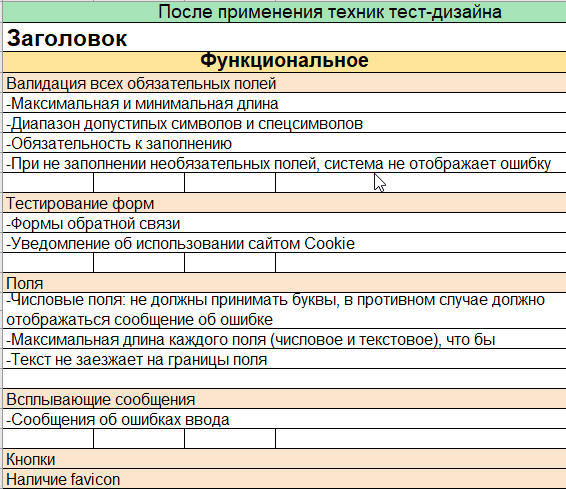 После применения техник тест-дизайна
Заголовок
Функциональное
Валидация всех обязательных полей
-Максимальная и минимальная длина
-Диапазон допустипых символов и спецсимволов
-Обязательность к заполнению
-При не заполнении необязательных полей, система не отображает ошибку
Тестирование форм
-Формы обратной связи
-Уведомление об использовании сайтом Cookie
Поля
-Числовые поля: не должны принимать буквы, в противном случае должно
отображаться сообщение об ошибке
-Максимальная длина каждого поля (числовое и текстовое), что бы
-Текст не заезжает на границы поля
Всплывающие сообщения
-Сообщения об ошибках ввода
Кнопки
Наличие favicon